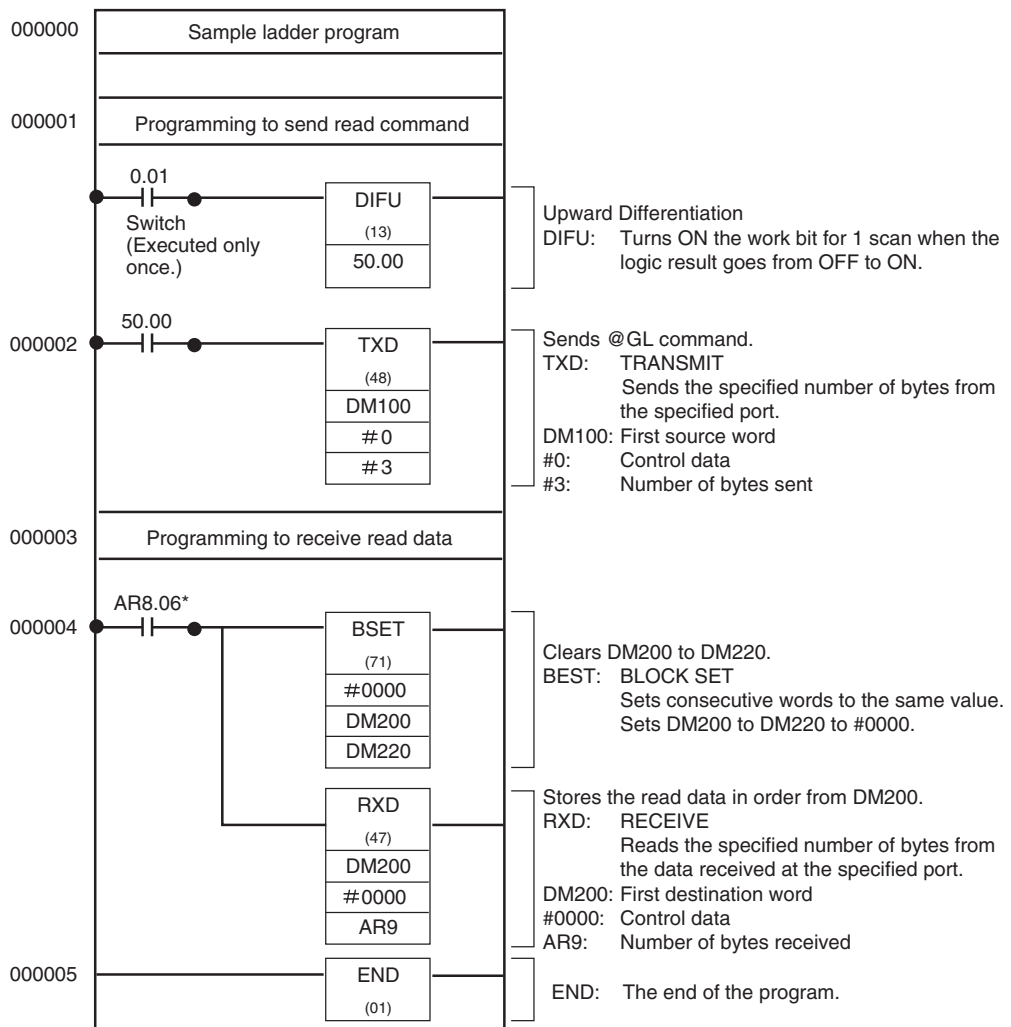 000000
Sample ladder program
000001
Programming to send read command
0.01
Switch
(Executed only
once.)
DIFU
(13)
50.00
Upward Differentiation
DIFU: Turns ON the work bit for 1 scan when the
logic result goes from OFF to ON.
000002
50.00
TXD
(48)
DM100
#0
#3
Sends @GL command.
TXD: TRANSMIT
Sends the specified number of bytes from
the specified port.
DM100: First source word
#0: Control data
#3: Number of bytes sent
000003
Programming to receive read data
000004
AR8.06*
BSET
(71)
#0000
DM200
DM220
Clears DM200 to DM220.
BEST: BLOCK SET
Sets consecutive words to the same value.
Sets DM200 to DM220 to #0000.
RXD
(47)
DM200
#0000
AR9
Stores the read data in order from DM200.
RXD: RECEIVE
Reads the specified number of bytes from
the data received at the specified port.
DM200: First destination word
#0000: Control data
AR9: Number of bytes received
000005
END
(01)
END: The end of the program.